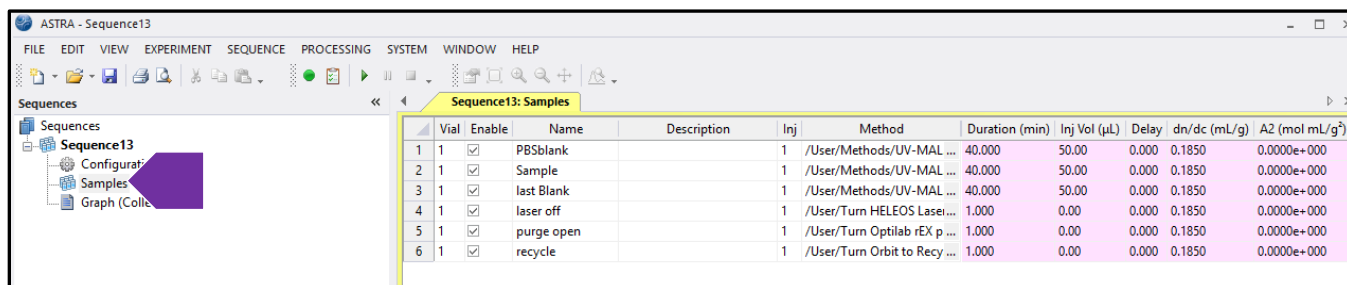 ASTRA - Sequence13
FILE EDIT VIEW EXPERIMENT SEQUENCE PROCESSING SYSTEM WINDOW HELP
Sequences
Sequences
Sequence13
Samples
Graph
Sequence13: Samples
Vial Enable Name Description Inj Method Duration (min) Inj Vol (µL) Delay dn/dc (mL/g) A2 (mol mL/g²)
1 1 PBSblank 1 /User/Methods/UV-MAL ... 40.000 50.00 0.000 0.1850 0.0000e+000
2 1 Sample 1 /User/Methods/UV-MAL ... 40.000 50.00 0.000 0.1850 0.0000e+000
3 1 last Blank 1 /User/Methods/UV-MAL ... 40.000 50.00 0.000 0.1850 0.0000e+000
4 1 laser off 1 /User/Turn HELEOS Laser... 1.000 0.00 0.000 0.1850 0.0000e+000
5 1 purge open 1 /User/Turn Optilab rEX p ... 1.000 0.00 0.000 0.1850 0.0000e+000
6 1 recycle 1 /User/Turn Orbit to Recy ... 1.000 0.00 0.000 0.1850 0.0000e+000